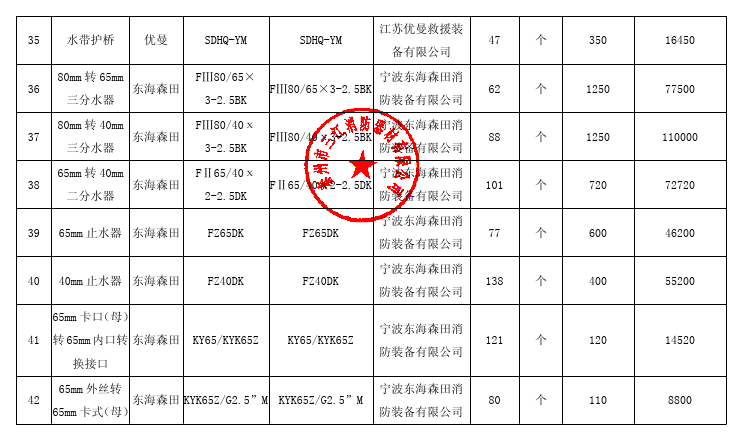 35 水带护桥 优曼 SDHQ-YM SDHQ-YM 江苏优曼救援装 47 个 350 16450
备有限公司
36 80mm 转 65mm 东海森田 FⅢ80/65× FⅢ80/65×3-2.5BK 宁波东海森田消 62 个 1250 77500
三分水器 3-2.5BK 防装备有限公司
37 80mm 转 40mm 东海森田 FⅢ80/40x FⅢ80/40x3-2.5BK 宁波东海森田消 88 个 1250 110000
三分水器 3-2.5BK 防装备有限公司
38 65mm 转 40mm 东海森田 FⅡ65/40x FⅡ65/40x2-2.5DK 宁波东海森田消 101 个 720 72720
二分水器 2-2.5DK 防装备有限公司
39 65mm 止水器 东海森田 FZ65DK FZ65DK 宁波东海森田消 77 个 600 46200
防装备有限公司
40 40mm 止水器 东海森田 FZ40DK FZ40DK 宁波东海森田消 138 个 400 55200
防装备有限公司
41 65mm 卡口（母） 东海森田 KY65/KYK65Z KY65/KYK65Z 宁波东海森田消 121 个 120 14520
转 65mm 内口转 防装备有限公司
换接口
42 65mm 外丝转 东海森田 KYK65Z/G2.5”M KYK65Z/G2.5”M 宁波东海森田消 80 个 110 8800
65mm 卡式（母） 防装备有限公司
泰州市三江消防器材有限公司